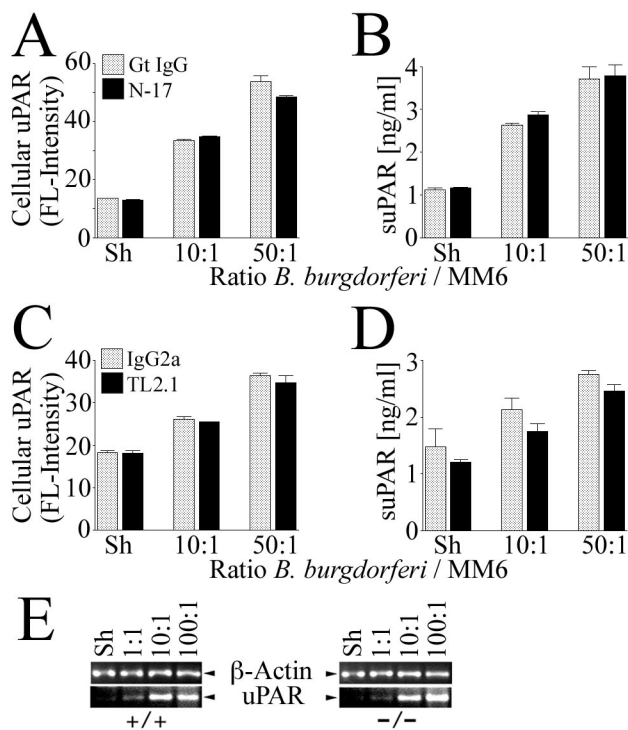 A
B
Cellular uPAR
(FL-Intensity)
60
40
20
0
Gt IgG
N-17
Sh
10:1
50:1
suPAR [ng/ml]
4
3
2
1
0
Sh
10:1
50:1
Ratio B. burgdorferi / MM6
C
D
Cellular uPAR
(FL-Intensity)
40
30
20
10
0
IgG2a
TL2.1
Sh
10:1
50:1
suPAR [ng/ml]
3
2
1
0
Sh
10:1
50:1
Ratio B. burgdorferi / MM6
E
Sh
1:1
10:1
100:1
β-Actin
uPAR
+/+
Sh
1:1
10:1
100:1
-/-